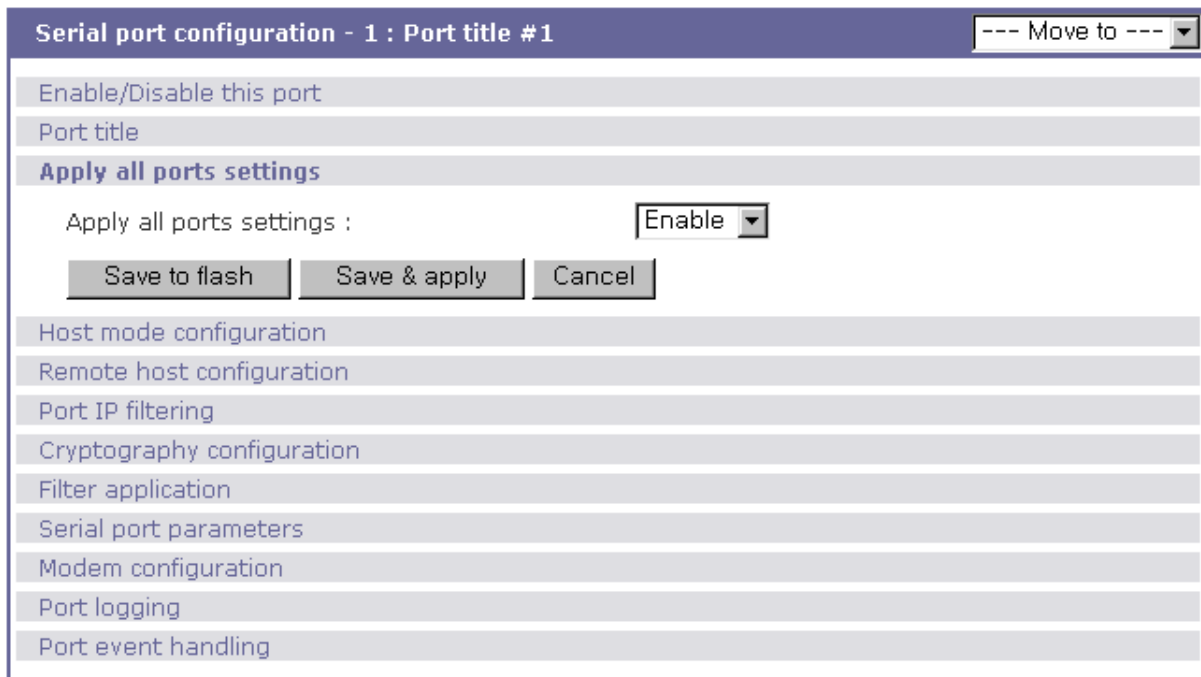 Serial port configuration - 1 : Port title #1 --- Move to ---
Enable/Disable this port
Port title
Apply all ports settings
Apply all ports settings : Enable
Save to flash Save & apply Cancel
Host mode configuration
Remote host configuration
Port IP filtering
Cryptography configuration
Filter application
Serial port parameters
Modem configuration
Port logging
Port event handling